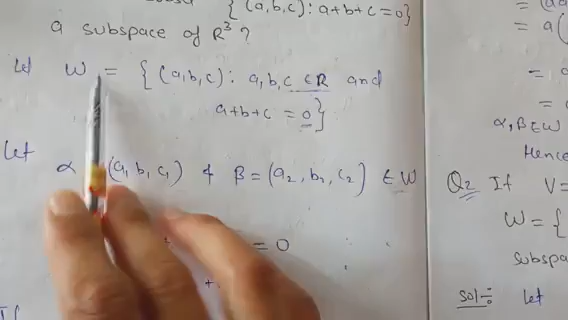 {(a,b,c): a+b+c=0}
a subspace of R³?
Let W = {(a,b,c): a,b,c ∈ R and
a+b+c = 0}
Let
α (a₁ b₁ c₁) & β = (a₂, b₂, c₂) ∈ W
= 0
= a(
α, β ∈ W
Hence
Q2 If V =
W = {
subspa
Sol:- Let